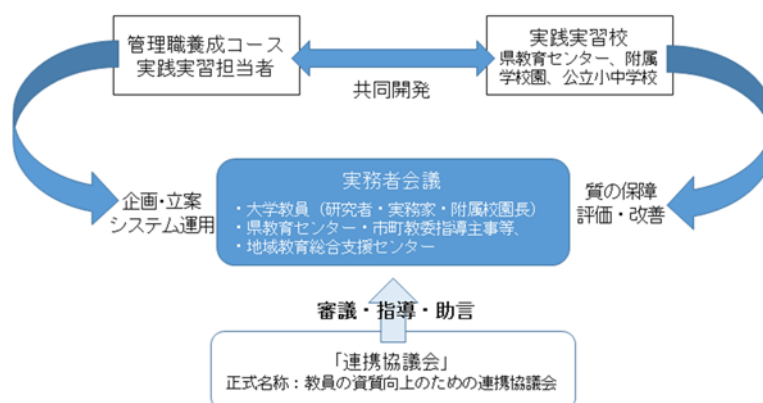 管理職養成コース
実践実習担当者
共同開発
実践実習校
県教育センター、附属
学校園、公立小中学校
企画・立案
システム運用
実務者会議
・大学教員（研究者・実務家・附属校園長）
・県教育センター・市町教委指導主事等、
・地域教育総合支援センター
質の保障
評価・改善
審議・指導・助言
「連携協議会」
正式名称：教員の資質向上のための連携協議会